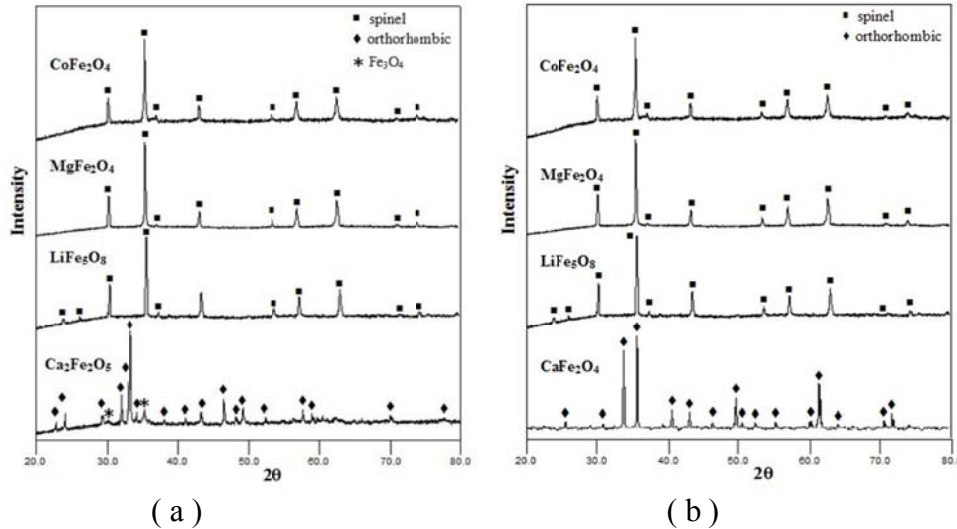 ■ spinel
♦ orthorhombic
* Fe₃O₄
CoFe₂O₄
MgFe₂O₄
LiFe₅O₈
Ca₂Fe₂O₅
Intensity
20.0 30.0 40.0 50.0 60.0 70.0 80.0
2θ
( a )
■ spinel
♦ orthorhombic
CoFe₂O₄
MgFe₂O₄
LiFe₅O₈
CaFe₂O₄
Intensity
20.0 30.0 40.0 50.0 60.0 70.0 80.0
2θ
( b )